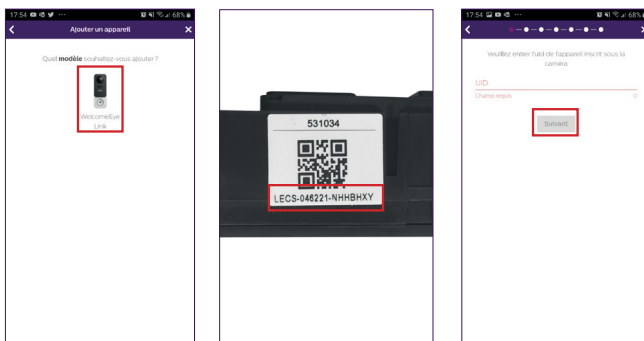 17:54
68%
Ajouter un appareil
Quel modèle souhaitez-vous ajouter ?
WelcomeEye
Link
531034
LECS-046221-NHHBHXY
17:54
68%
Veuillez entrer l'uid de l'appareil inscrit sous la
caméra
UID
Champ requis
0
Suivant